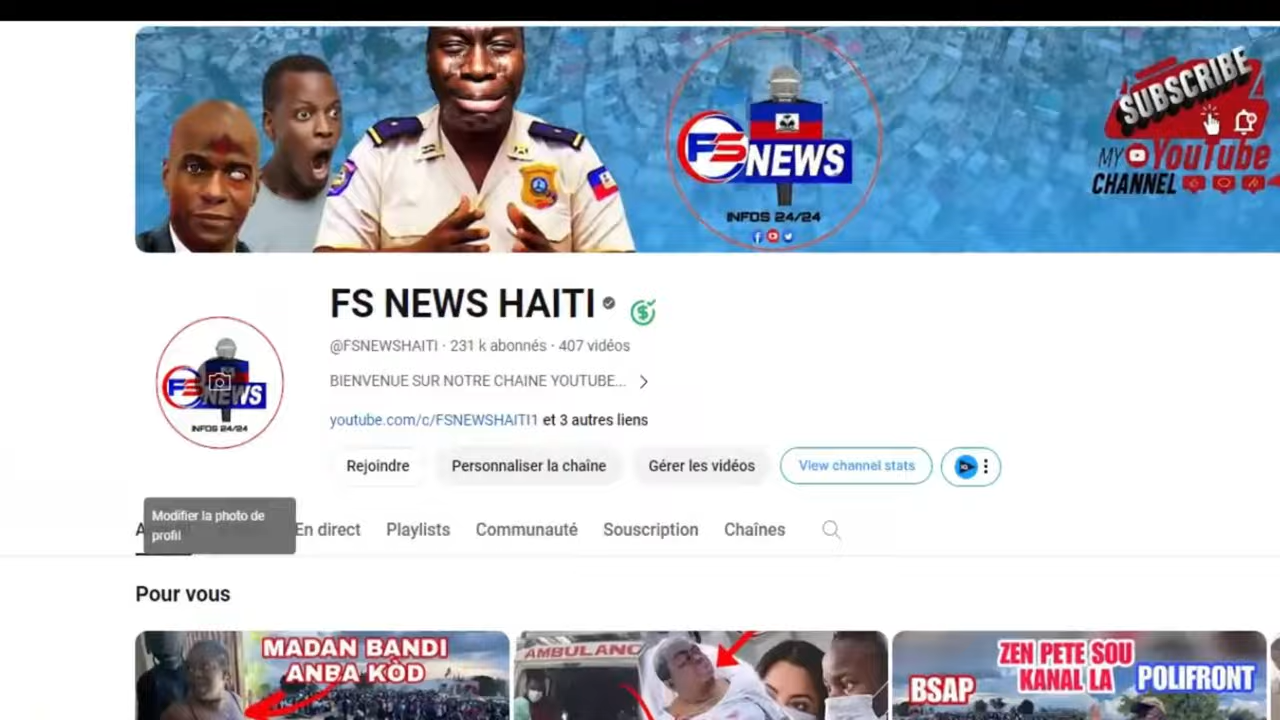 SUBSCRIBE
MY YouTube
CHANNEL
FS NEWS
INFOS 24/24
FS NEWS HAITI
@FSNEWSHAITI · 231 k abonnés · 407 vidéos
BIENVENUE SUR NOTRE CHAINE YOUTUBE...
youtube.com/c/FSNEWSHAITI1 et 3 autres liens
FS NEWS
INFOS 24/24
Rejoindre Personnaliser la chaîne Gérer les vidéos View channel stats
Modifier la photo de
profil
En direct Playlists Communauté Souscription Chaînes
Pour vous
MADAN BANDI
ANBA KÒD
AMBULANC
ZEN PETE SOU
KANAL LA
BSAP
POLIFRONT